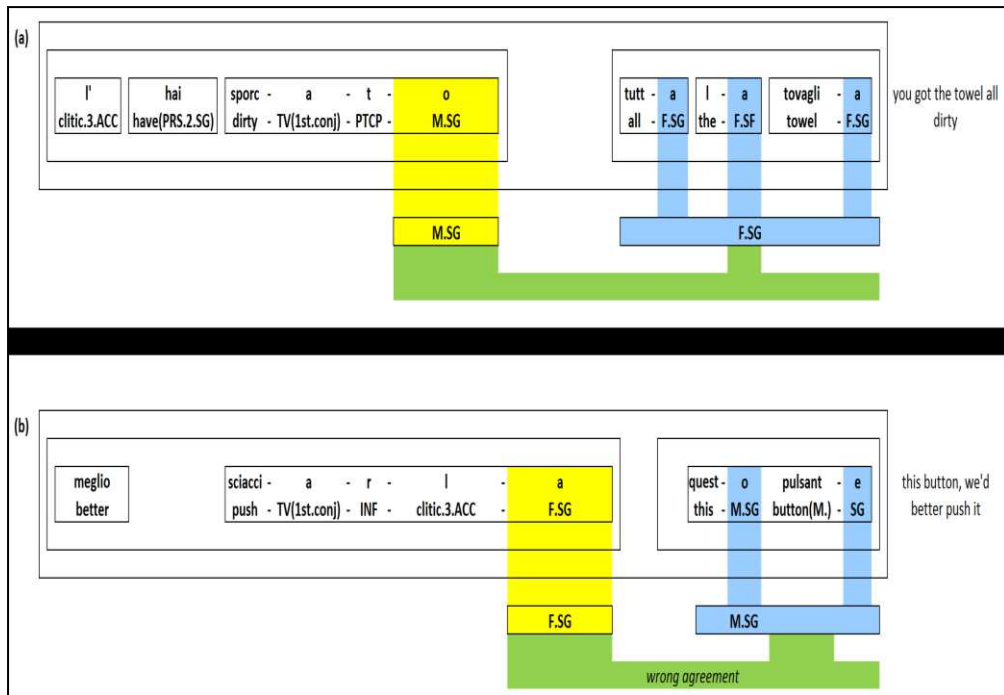 (a)
l' hai sporc - a - t - o tutt - a l - a tovagli - a
clitic.3.ACC have(PRS.2.SG) dirty - TV(1st.conj) - PTCP - M.SG all - F.SG the - F.SF towel - F.SG
you got the towel all
dirty
M.SG F.SG
(b)
meglio sciacci - a - r - l - a quest - o pulsant - e
better push - TV(1st.conj) - INF - clitic.3.ACC - F.SG this - M.SG button(M.) - SG
this button, we'd
better push it
F.SG M.SG
wrong agreement